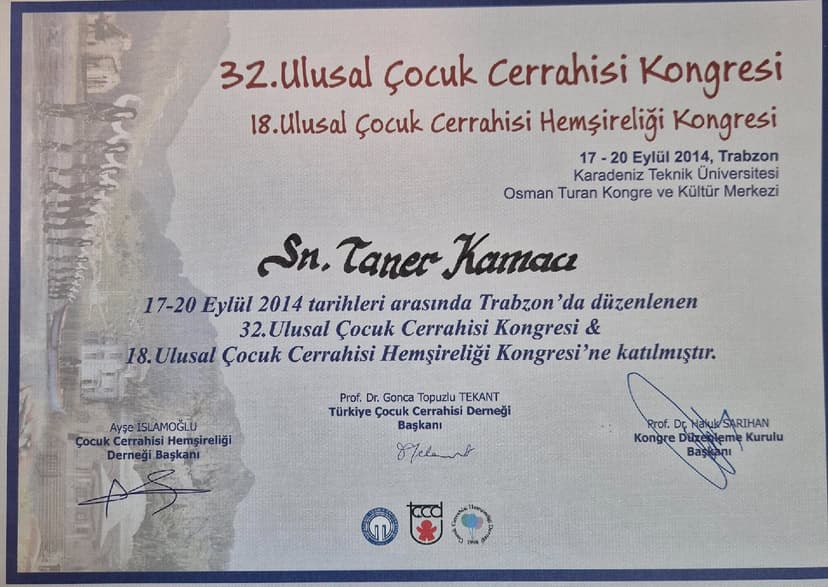 32.Ulusal Çocuk Cerrahisi Kongresi
18.Ulusal Çocuk Cerrahisi Hemşireliği Kongresi
17 - 20 Eylül 2014, Trabzon
Karadeniz Teknik Üniversitesi
Osman Turan Kongre ve Kültür Merkezi
Sn. Taner Kamacı
17-20 Eylül 2014 tarihleri arasında Trabzon'da düzenlenen
32.Ulusal Çocuk Cerrahisi Kongresi &
18.Ulusal Çocuk Cerrahisi Hemşireliği Kongresi'ne katılmıştır.
Prof. Dr. Gonca Topuzlu TEKANT
Türkiye Çocuk Cerrahisi Derneği
Başkanı
Ayşe İSLAMOĞLU
Çocuk Cerrahisi Hemşireliği
Derneği Başkanı
Prof. Dr. Haluk SARIHAN
Kongre Düzenleme Kurulu
Başkanı
tccd
Çocuk Cerrahisi Hemşireliği Derneği